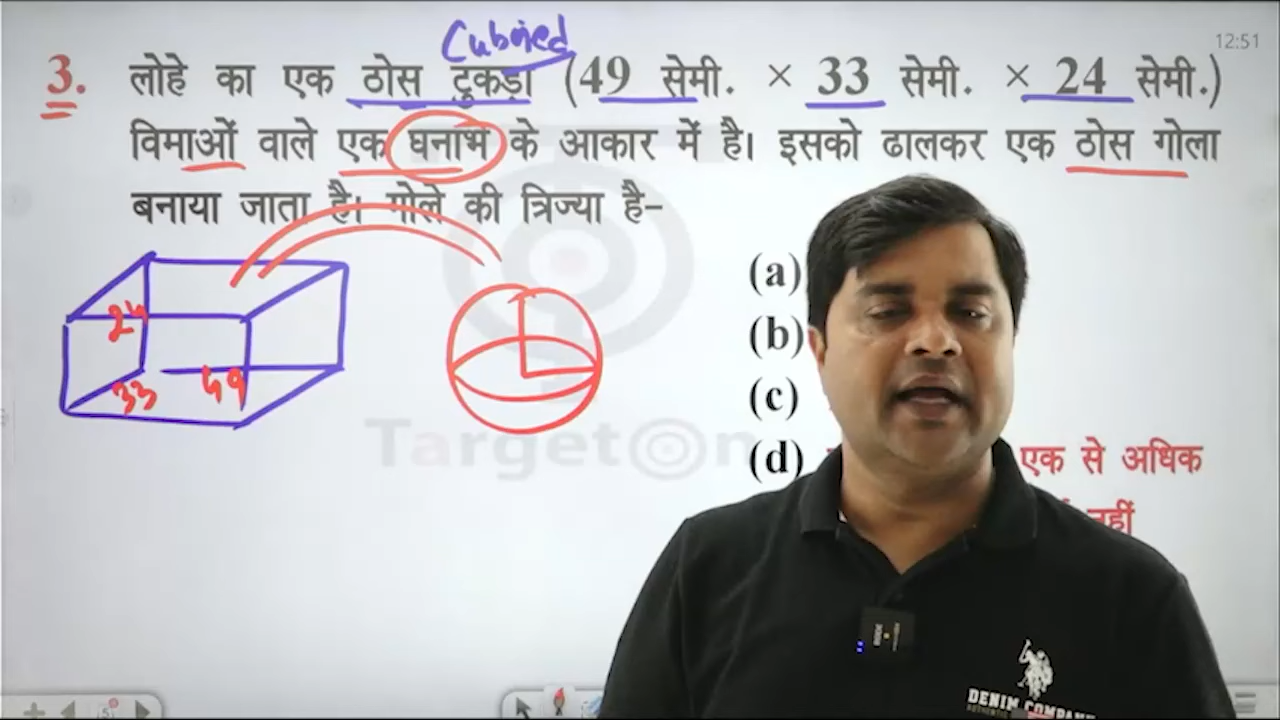 12:51
Cuboied
3. लोहे का एक ठोस टुकड़ा (49 सेमी. × 33 सेमी. × 24 सेमी.)
विमाओं वाले एक घनाभ के आकार में है। इसको ढालकर एक ठोस गोला
बनाया जाता है। गोले की त्रिज्या है–
24
33 49
(a)
(b)
(c)
(d) एक से अधिक
नहीं
Target
DENIM COMPANY